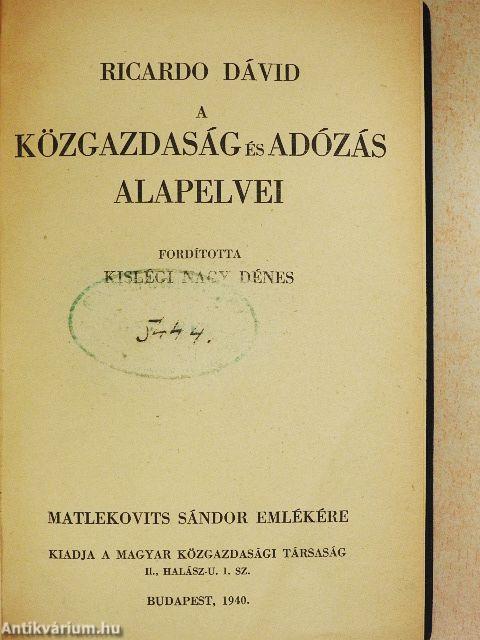 RICARDO DÁVID
A
KÖZGAZDASÁG ÉS ADÓZÁS
ALAPELVEI
FORDÍTOTTA
KISLÉGI NAGY DÉNES
5444.
MATLEKOVITS SÁNDOR EMLÉKÉRE
KIADJA A MAGYAR KÖZGAZDASÁGI TÁRSASÁG
II., HALÁSZ-U. 1. SZ.
BUDAPEST, 1940.
Antikvárium.hu